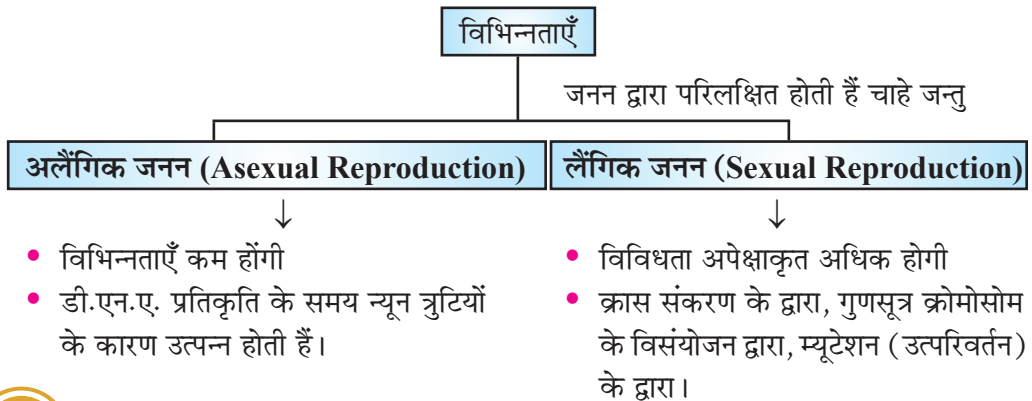 विभिन्नताएँ
जनन द्वारा परिलक्षित होती हैं चाहे जन्तु
अलैंगिक जनन (Asexual Reproduction)
लैंगिक जनन (Sexual Reproduction)
↓
↓
• विभिन्नताएँ कम होंगी
• डी.एन.ए. प्रतिकृति के समय न्यून त्रुटियों
के कारण उत्पन्न होती हैं।
• विविधता अपेक्षाकृत अधिक होगी
• क्रास संकरण के द्वारा, गुणसूत्र क्रोमोसोम
के विसंयोजन द्वारा, म्यूटेशन (उत्परिवर्तन)
के द्वारा।